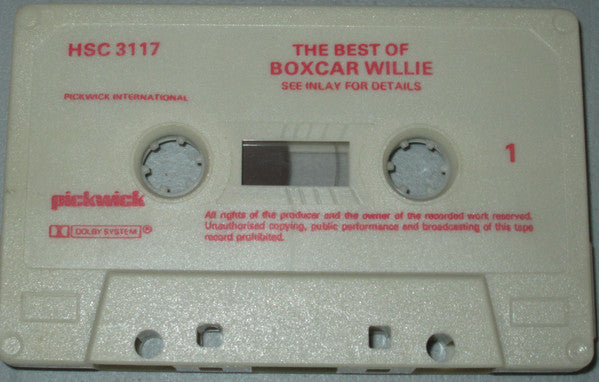 HSC 3117
THE BEST OF
BOXCAR WILLIE
SEE INLAY FOR DETAILS
PICKWICK INTERNATIONAL
1
pickwick
DOLBY SYSTEM ®
All rights of the producer and the owner of the recorded work reserved.
Unauthorised copying, public performance and broadcasting of this tape
record prohibited.